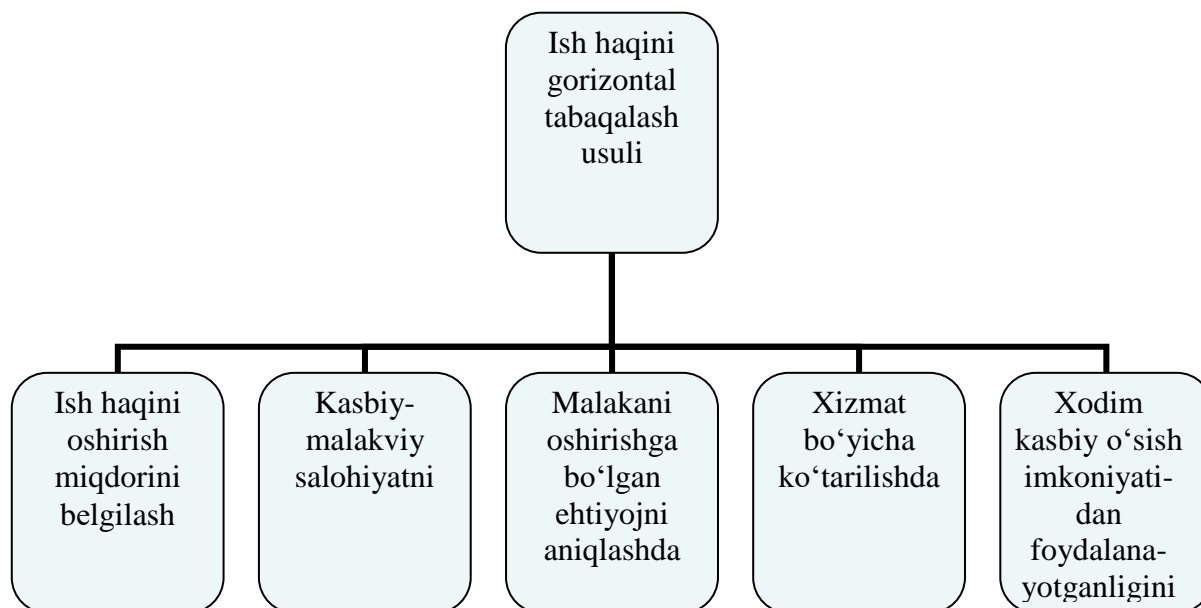 Ish haqini
gorizontal
tabaqalash
usuli
Ish haqini
oshirish
miqdorini
belgilash
Kasbiy-
malakviy
salohiyatni
Malakani
oshirishga
bo‘lgan
ehtiyojni
aniqlashda
Xizmat
bo‘yicha
ko‘tarilishda
Xodim
kasbiy o‘sish
imkoniyati-
dan
foydalana-
yotganligini